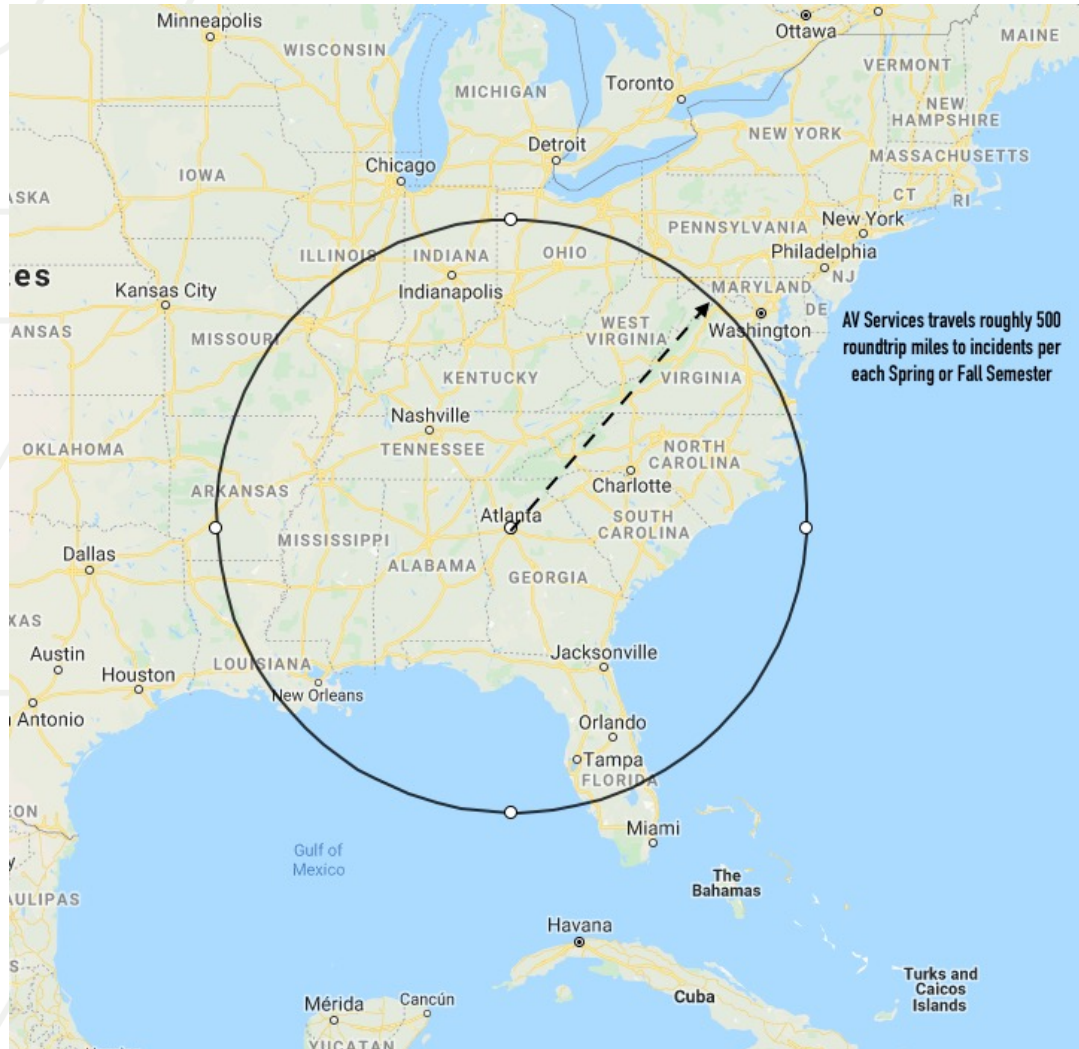 Minneapolis
Ottawa
MAINE
WISCONSIN
VERMONT
MICHIGAN
Toronto
NEW
HAMPSHIRE
NEW YORK
Detroit
MASSACHUSETTS
Chicago
IOWA
CT
RI
ASKA
PENNSYLVANIA
New York
ILLINOIS
INDIANA
OHIO
Philadelphia
es
NJ
Kansas City
Indianapolis
MARYLAND
DE
WEST
VIRGINIA
Washington
AV Services travels roughly 500
roundtrip miles to incidents per
each Spring or Fall Semester
ANSAS
MISSOURI
KENTUCKY
VIRGINIA
Nashville
OKLAHOMA
TENNESSEE
NORTH
CAROLINA
Charlotte
ARKANSAS
Atlanta
SOUTH
CAROLINA
MISSISSIPPI
Dallas
ALABAMA
GEORGIA
XAS
Austin
LOUISIANA
Jacksonville
Houston
New Orleans
n Antonio
Orlando
Tampa
FLORIDA
EON
Miami
Gulf of
Mexico
The
Bahamas
AULIPAS
Havana
Turks and
Caicos
Islands
Cuba
Mérida
Cancún
YUCATAN